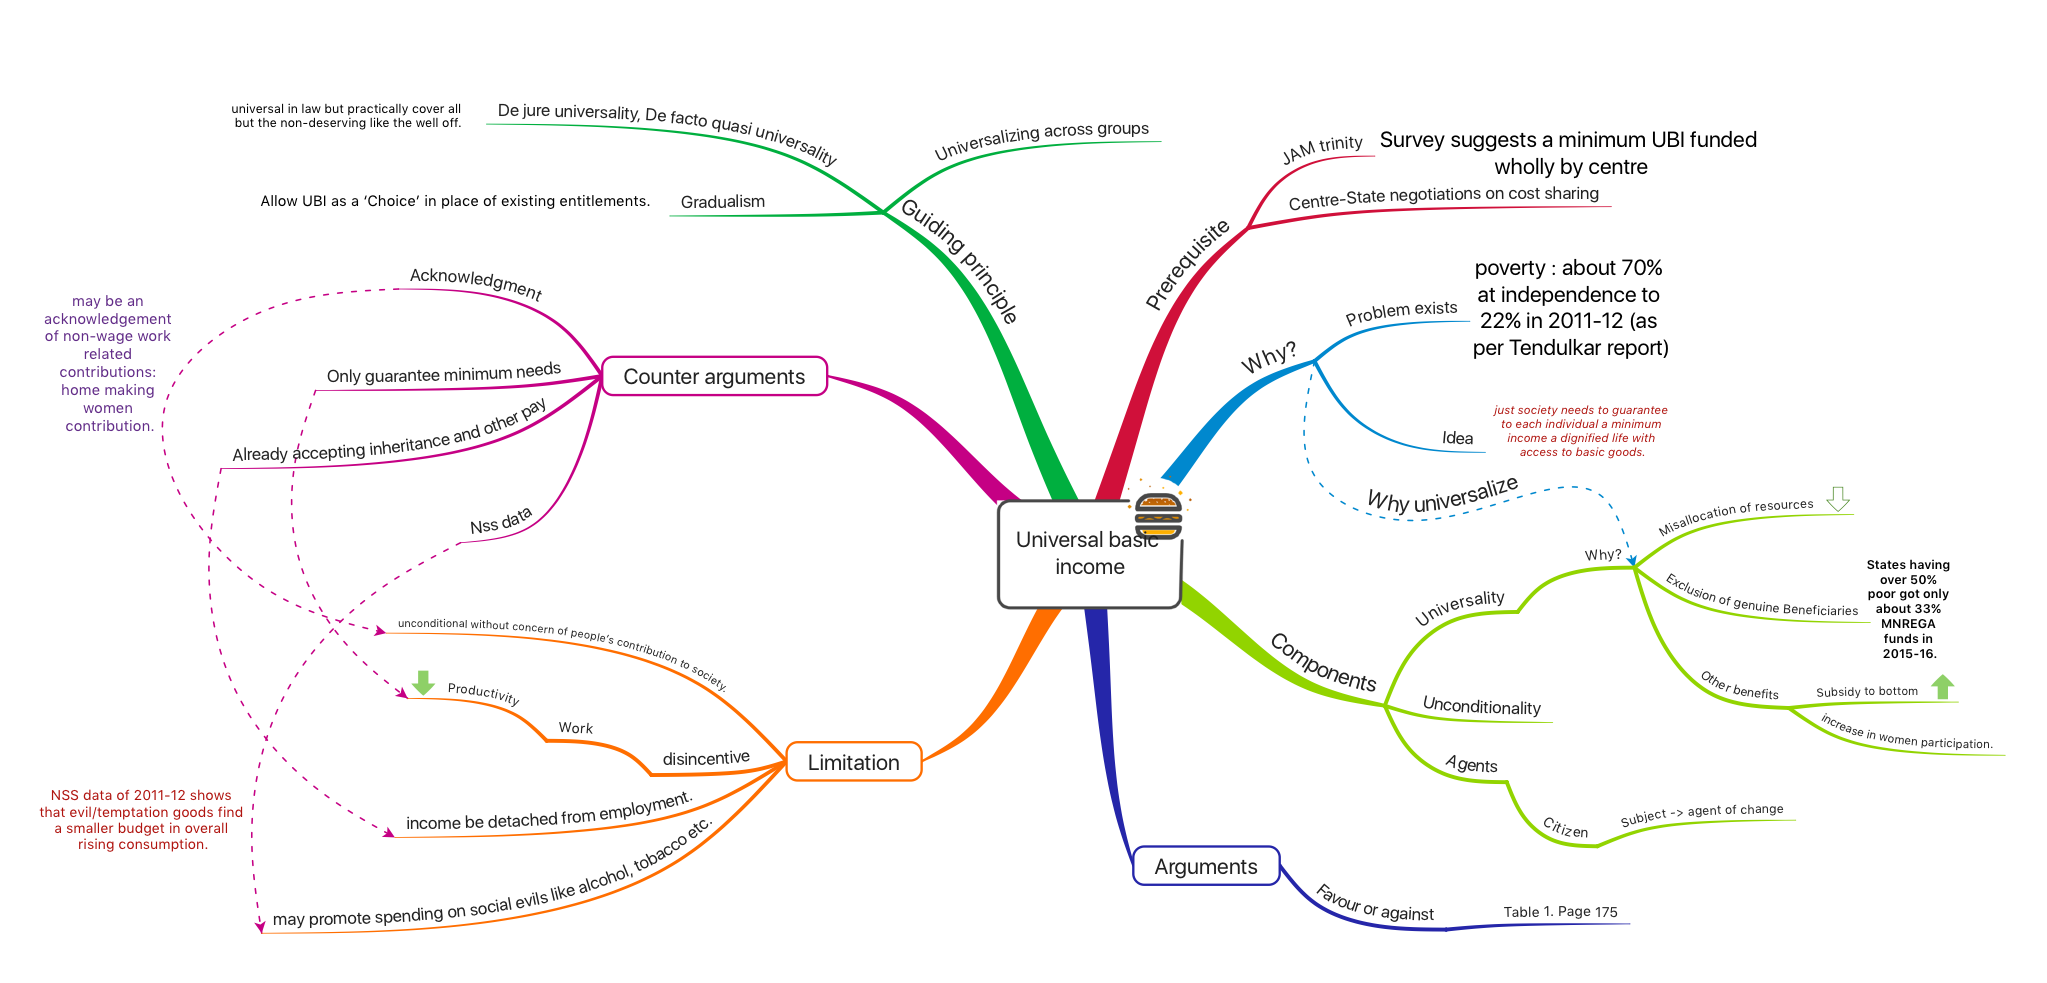 Universal basic
income
Guiding principle
De jure universality, De facto quasi universality
universal in law but practically cover all
but the non-deserving like the well off.
Universalizing across groups
Gradualism
Allow UBI as a ‘Choice’ in place of existing entitlements.
Prerequisite
JAM trinity
Survey suggests a minimum UBI funded
wholly by centre
Centre-State negotiations on cost sharing
Why?
Problem exists
poverty : about 70%
at independence to
22% in 2011-12 (as
per Tendulkar report)
Idea
just society needs to guarantee
to each individual a minimum
income a dignified life with
access to basic goods.
Why universalize
Components
Universality
Why?
Misallocation of resources
Exclusion of genuine Beneficiaries
States having
over 50%
poor got only
about 33%
MNREGA
funds in
2015-16.
Other benefits
Subsidy to bottom
increase in women participation.
Unconditionality
Agents
Citizen
Subject -> agent of change
Arguments
Favour or against
Table 1. Page 175
Counter arguments
Acknowledgment
may be an
acknowledgement
of non-wage work
related
contributions:
home making
women
contribution.
Only guarantee minimum needs
Already accepting inheritance and other pay
Nss data
NSS data of 2011-12 shows
that evil/temptation goods find
a smaller budget in overall
rising consumption.
Limitation
unconditional without concern of people's contribution to society.
disincentive
Work
Productivity
income be detached from employment.
may promote spending on social evils like alcohol, tobacco etc.